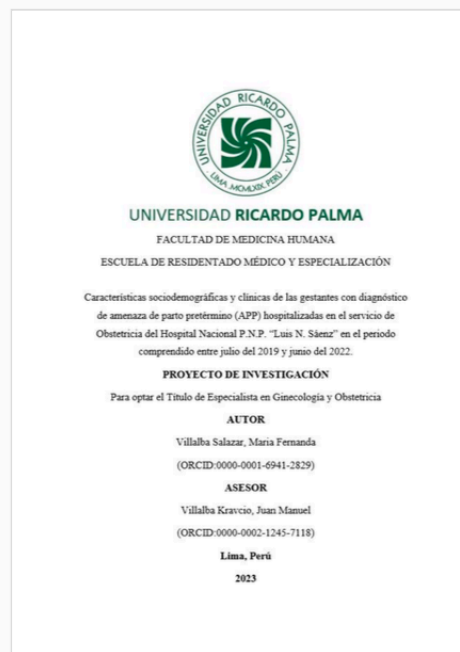 UNIVERSIDAD RICARDO PALMA
LIMA, MCMLXIX PERÚ
UNIVERSIDAD RICARDO PALMA
FACULTAD DE MEDICINA HUMANA
ESCUELA DE RESIDENTADO MÉDICO Y ESPECIALIZACIÓN
Características sociodemográficas y clínicas de las gestantes con diagnóstico
de amenaza de parto pretérmino (APP) hospitalizadas en el servicio de
Obstetricia del Hospital Nacional P.N.P. “Luis N. Sáenz” en el periodo
comprendido entre julio del 2019 y junio del 2022.
PROYECTO DE INVESTIGACIÓN
Para optar el Título de Especialista en Ginecología y Obstetricia
AUTOR
Villalba Salazar, Maria Fernanda
(ORCID:0000-0001-6941-2829)
ASESOR
Villalba Kravcio, Juan Manuel
(ORCID:0000-0002-1245-7118)
Lima, Perú
2023